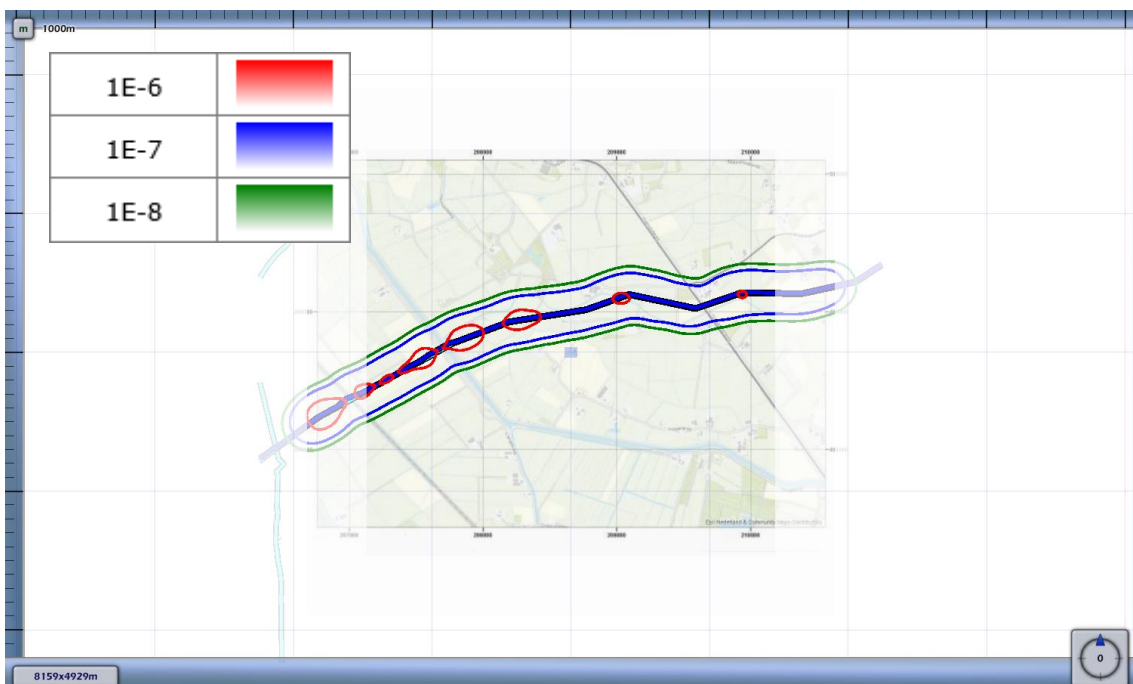 m 1000m
1E-6
1E-7
1E-8
208000 209000 210000
207000 208000 209000 210000
Esri Nederland & Community Maps Contributors
0
8159x4929m